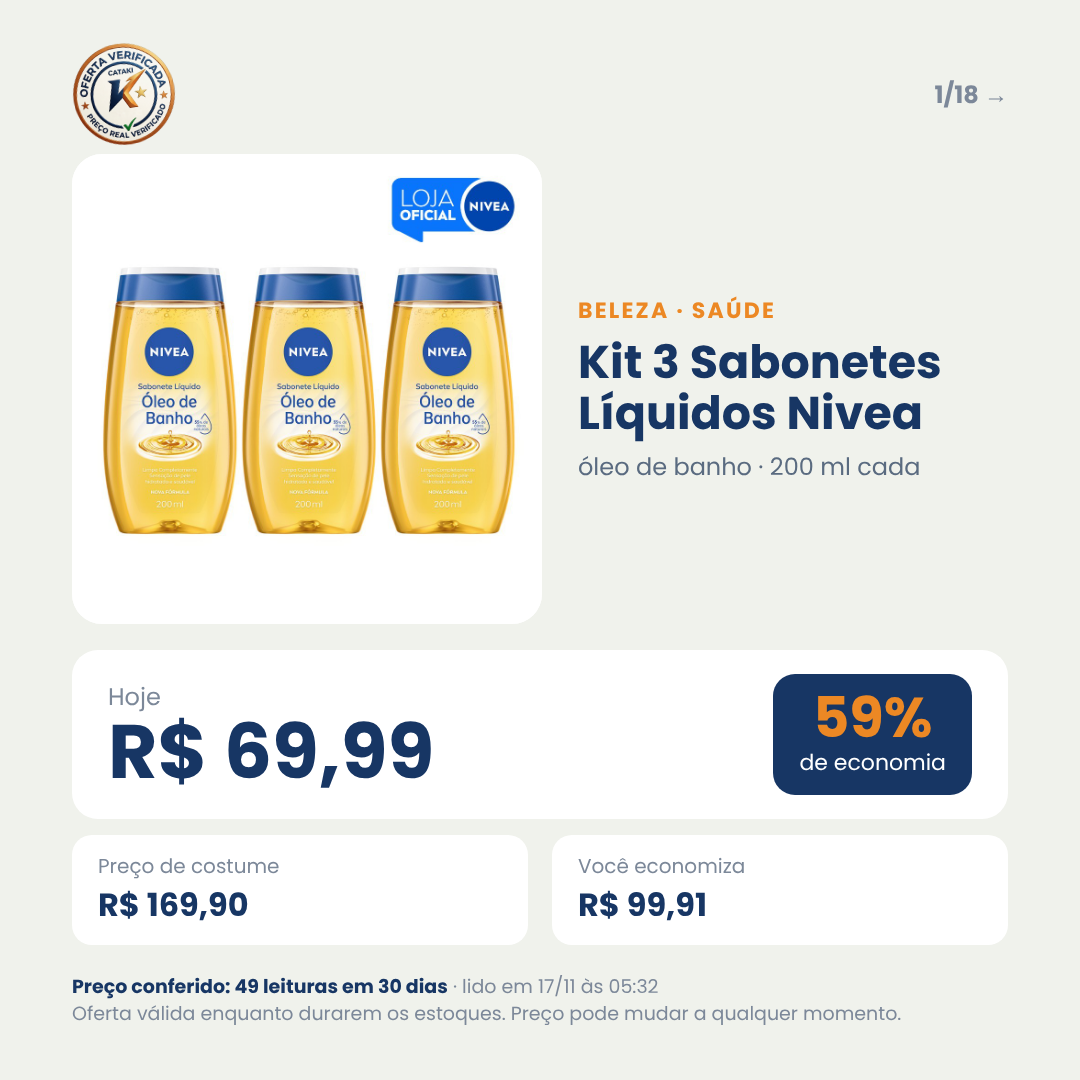 OFERTA VERIFICADA
CATAKI
K
PREÇO REAL VERIFICADO
1/18 →
LOJA
OFICIAL
NIVEA
NIVEA
Sabonete Líquido
Óleo de
Banho
200 ml
NIVEA
Sabonete Líquido
Óleo de
Banho
200 ml
NIVEA
Sabonete Líquido
Óleo de
Banho
200 ml
BELEZA · SAÚDE
Kit 3 Sabonetes
Líquidos Nivea
óleo de banho · 200 ml cada
Hoje
R$ 69,99
59%
de economia
Preço de costume
R$ 169,90
Você economiza
R$ 99,91
Preço conferido: 49 leituras em 30 dias · lido em 17/11 às 05:32
Oferta válida enquanto durarem os estoques. Preço pode mudar a qualquer momento.